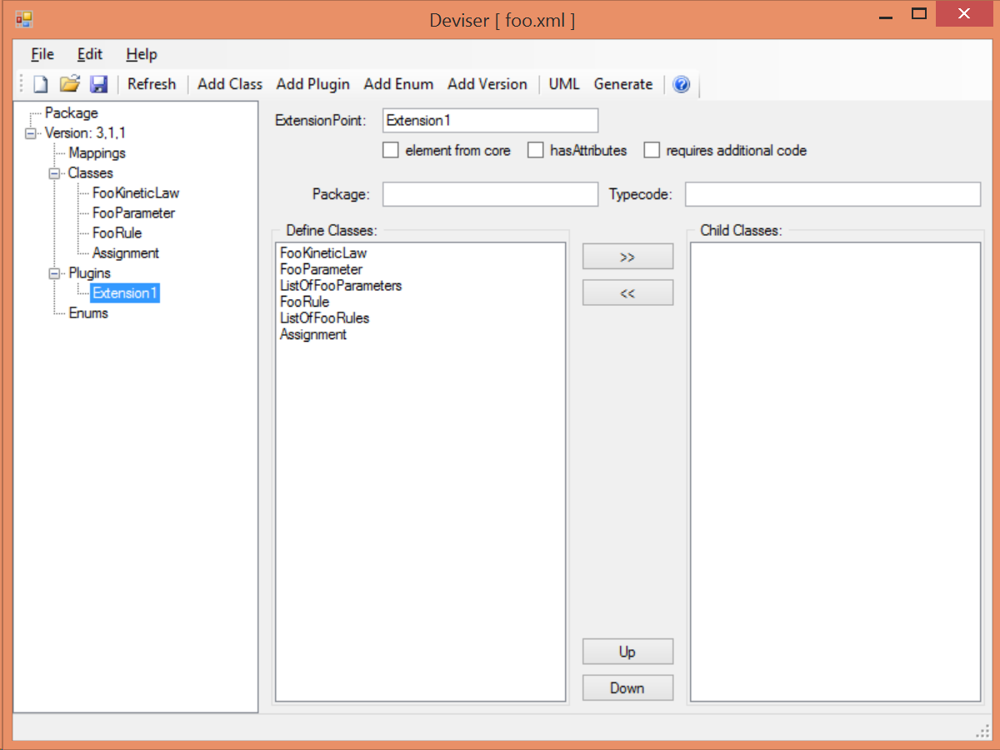 Deviser [ foo.xml ]
File Edit Help
Refresh Add Class Add Plugin Add Enum Add Version UML Generate ?
Package
Version: 3,1,1
Mappings
Classes
FooKineticLaw
FooParameter
FooRule
Assignment
Plugins
Extension1
Enums
ExtensionPoint: Extension1
element from core hasAttributes requires additional code
Package: Typecode:
Define Classes:
FooKineticLaw
FooParameter
ListOfFooParameters
FooRule
ListOfFooRules
Assignment
>>
<<
Up
Down
Child Classes: